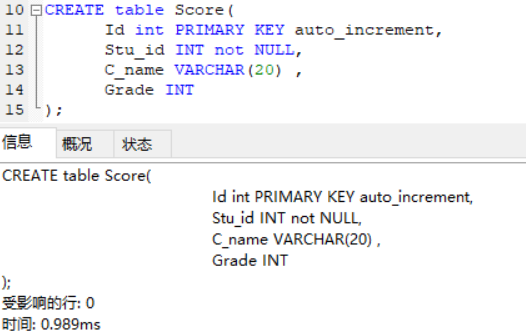 10 CREATE table Score(
11 Id int PRIMARY KEY auto_increment,
12 Stu_id INT not NULL,
13 C_name VARCHAR(20) ,
14 Grade INT
15 );
信息 概况 状态
CREATE table Score(
Id int PRIMARY KEY auto_increment,
Stu_id INT not NULL,
C_name VARCHAR(20) ,
Grade INT
);
受影响的行: 0
时间: 0.989ms